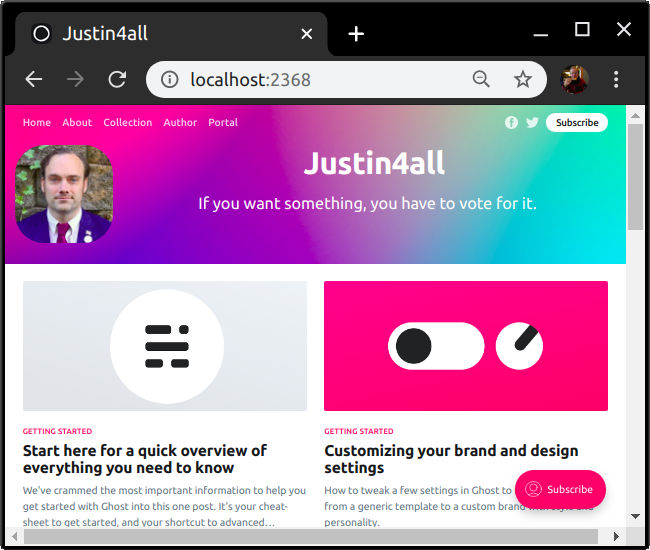 Justin4all
localhost:2368
Home About Collection Author Portal
Subscribe
Justin4all
If you want something, you have to vote for it.
GETTING STARTED
Start here for a quick overview of
everything you need to know
We've crammed the most important information to help you
get started with Ghost into this one post. It's your cheat-
sheet to get started, and your shortcut to advanced...
GETTING STARTED
Customizing your brand and design
settings
How to tweak a few settings in Ghost to
from a generic template to a custom brand with style and
personality.
Subscribe